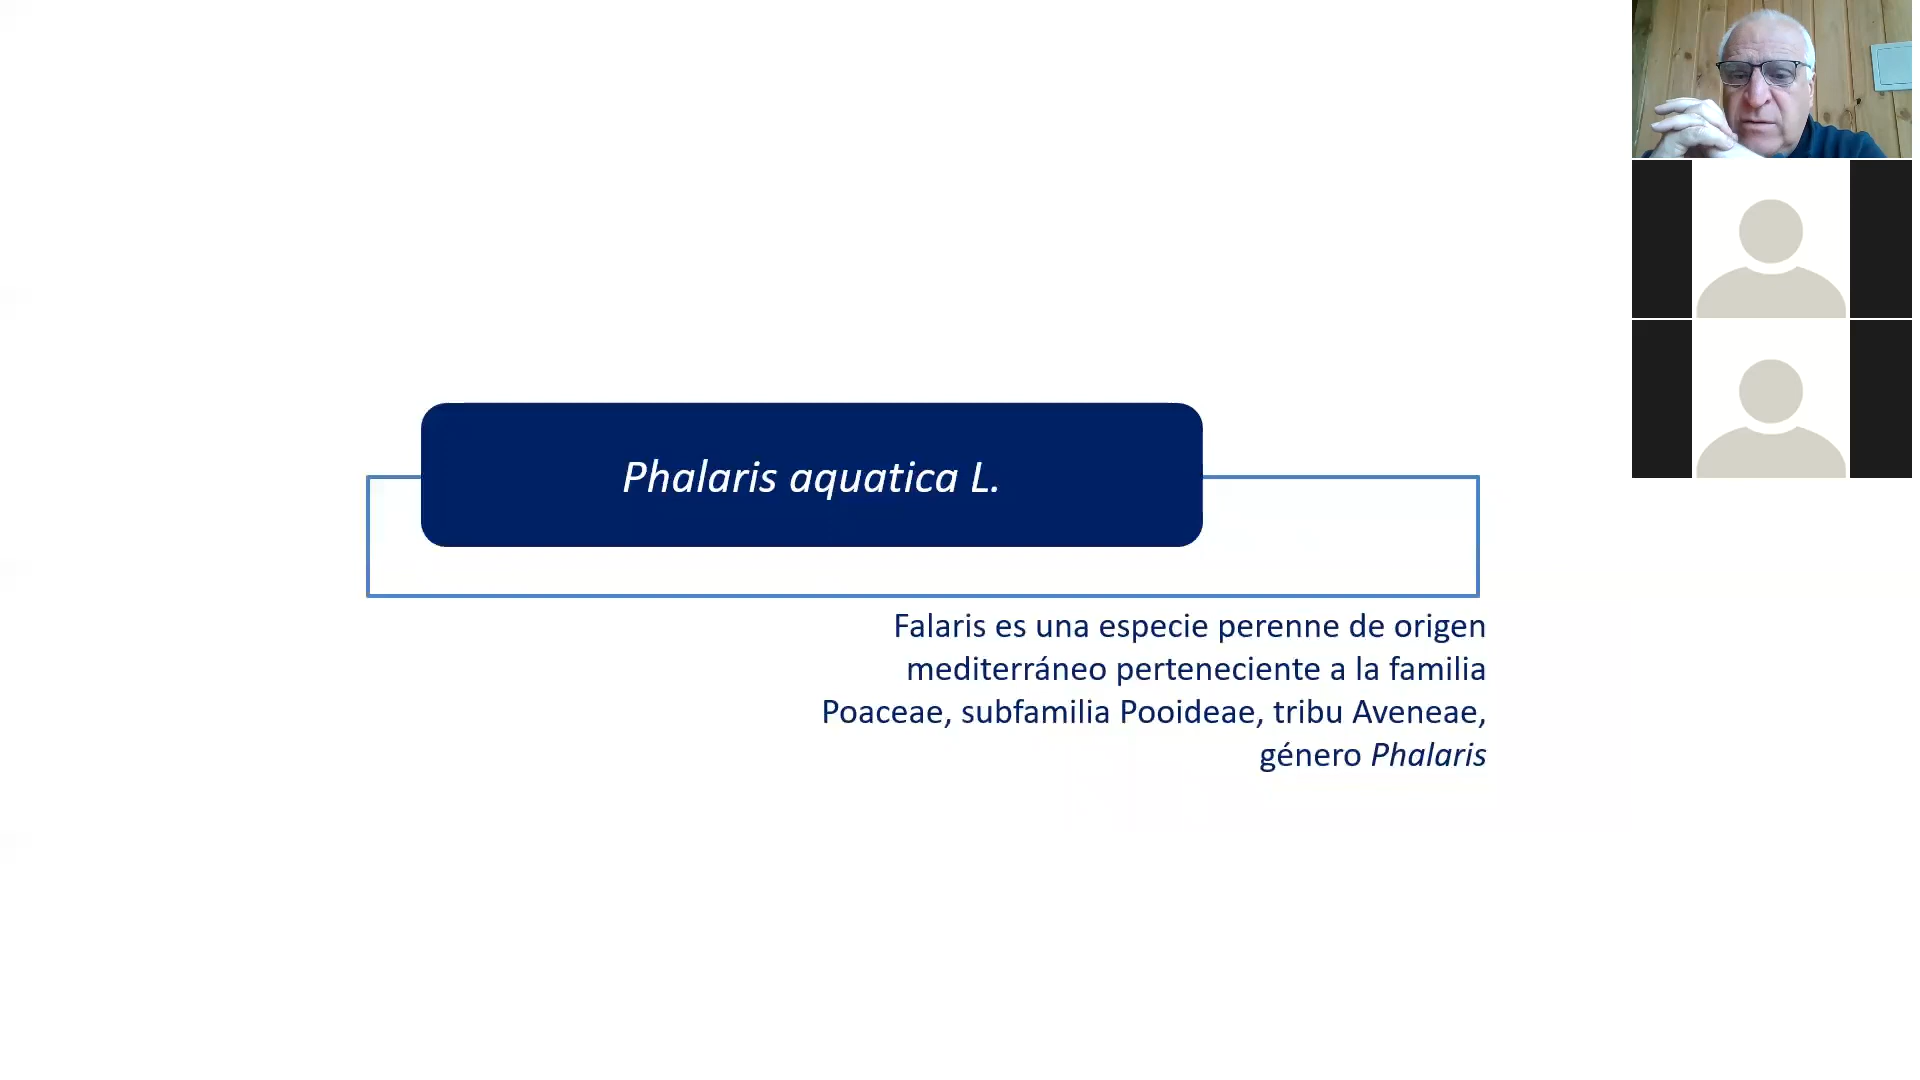 Phalaris aquatica L.
Falaris es una especie perenne de origen
mediterráneo perteneciente a la familia
Poaceae, subfamilia Pooideae, tribu Aveneae,
género Phalaris